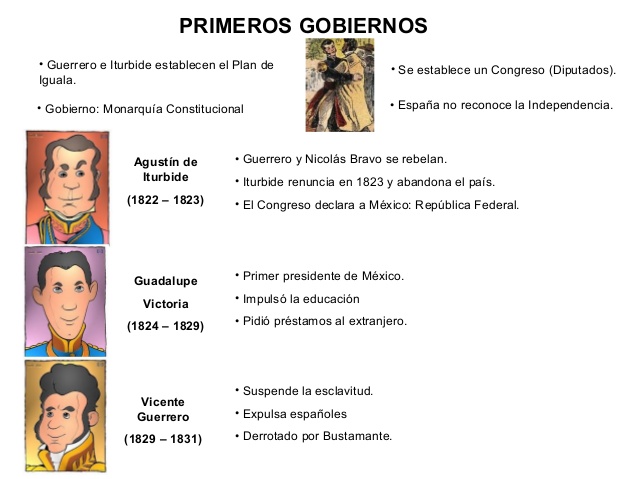 PRIMEROS GOBIERNOS
• Guerrero e Iturbide establecen el Plan de
Iguala.
• Gobierno: Monarquía Constitucional
• Se establece un Congreso (Diputados).
• España no reconoce la Independencia.
Agustín de
Iturbide
(1822 – 1823)
• Guerrero y Nicolás Bravo se rebelan.
• Iturbide renuncia en 1823 y abandona el país.
• El Congreso declara a México: República Federal.
Guadalupe
Victoria
(1824 – 1829)
• Primer presidente de México.
• Impulsó la educación
• Pidió préstamos al extranjero.
Vicente
Guerrero
(1829 – 1831)
• Suspende la esclavitud.
• Expulsa españoles
• Derrotado por Bustamante.